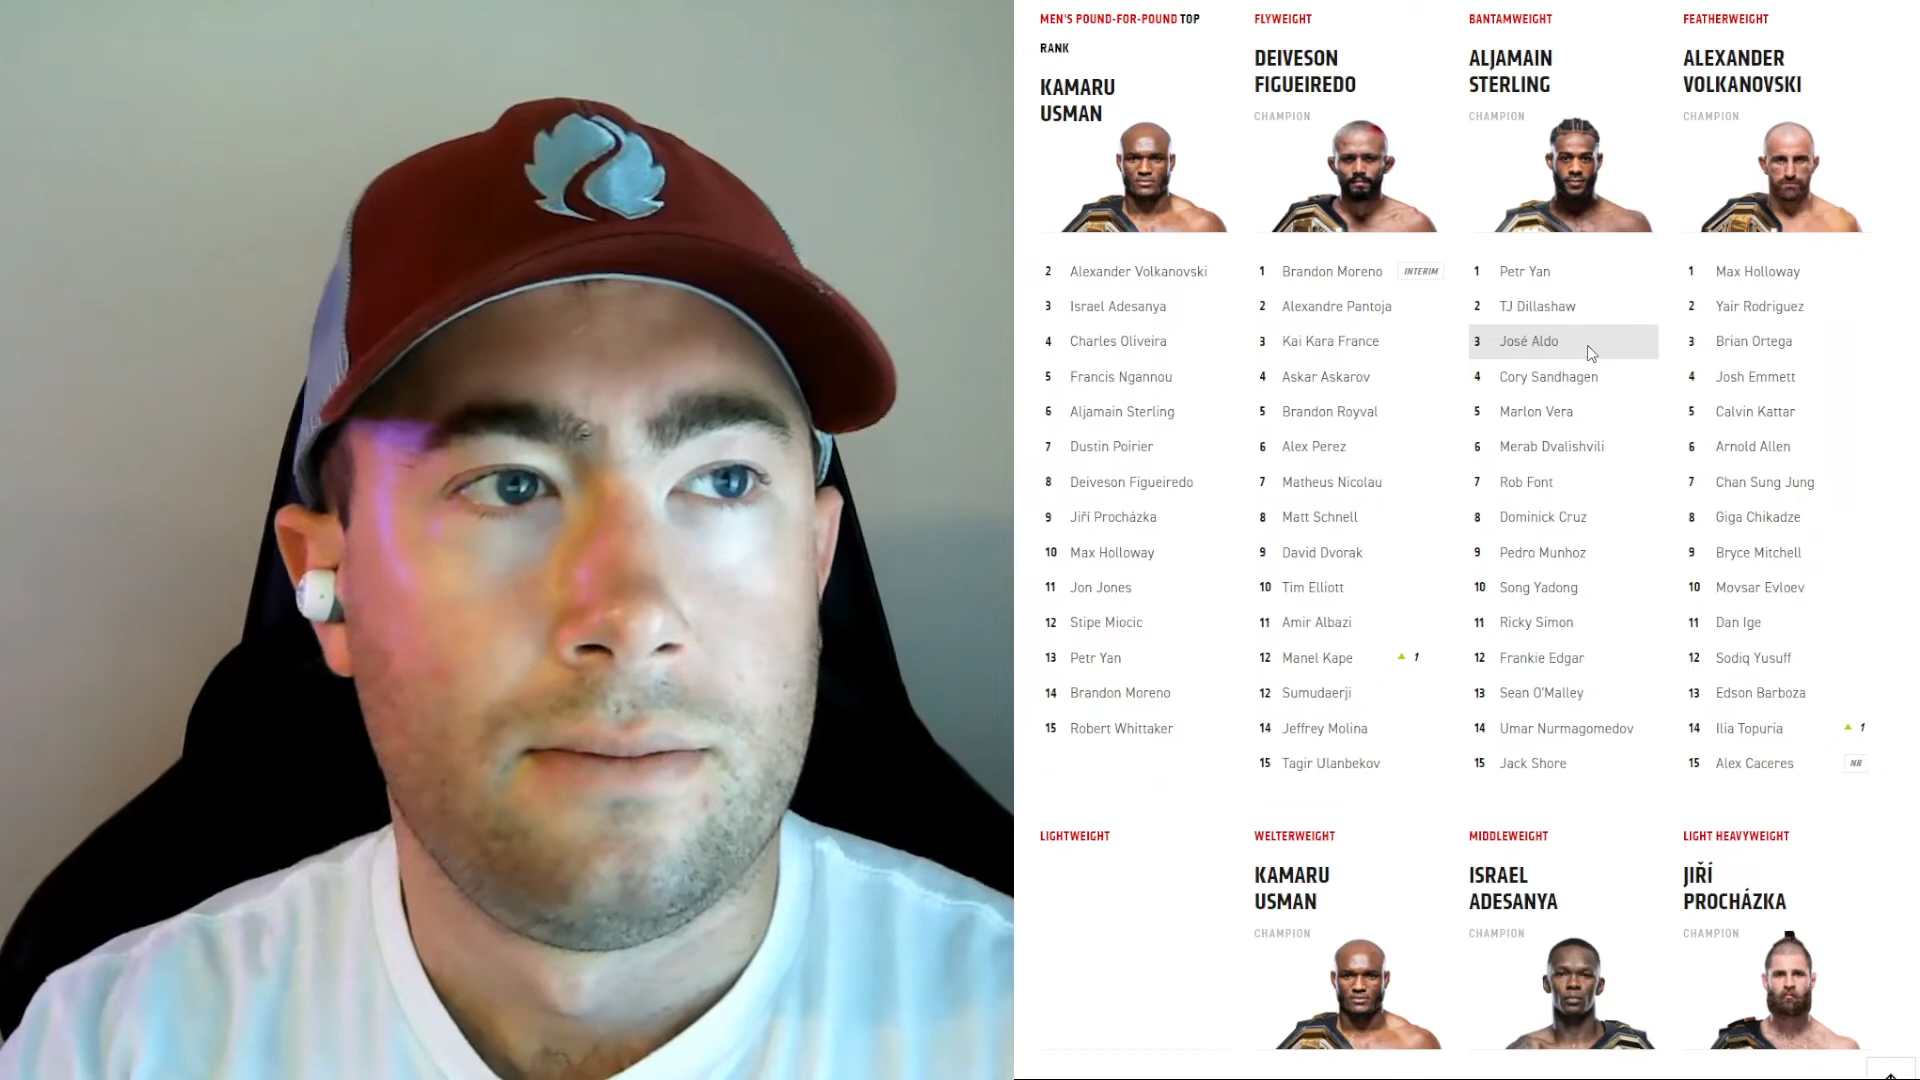 MEN'S POUND-FOR-POUND TOP
RANK
KAMARU
USMAN
2 Alexander Volkanovski
3 Israel Adesanya
4 Charles Oliveira
5 Francis Ngannou
6 Aljamain Sterling
7 Dustin Poirier
8 Deiveson Figueiredo
9 Jiří Procházka
10 Max Holloway
11 Jon Jones
12 Stipe Miocic
13 Petr Yan
14 Brandon Moreno
15 Robert Whittaker
FLYWEIGHT
DEIVESON
FIGUEIREDO
CHAMPION
1 Brandon Moreno INTERIM
2 Alexandre Pantoja
3 Kai Kara France
4 Askar Askarov
5 Brandon Royval
6 Alex Perez
7 Matheus Nicolau
8 Matt Schnell
9 David Dvorak
10 Tim Elliott
11 Amir Albazi
12 Manel Kape 1
12 Sumudaerji
14 Jeffrey Molina
15 Tagir Ulanbekov
BANTAMWEIGHT
ALJAMAIN
STERLING
CHAMPION
1 Petr Yan
2 TJ Dillashaw
3 José Aldo
4 Cory Sandhagen
5 Marlon Vera
6 Merab Dvalishvili
7 Rob Font
8 Dominick Cruz
9 Pedro Munhoz
10 Song Yadong
11 Ricky Simon
12 Frankie Edgar
13 Sean O'Malley
14 Umar Nurmagomedov
15 Jack Shore
FEATHERWEIGHT
ALEXANDER
VOLKANOVSKI
CHAMPION
1 Max Holloway
2 Yair Rodriguez
3 Brian Ortega
4 Josh Emmett
5 Calvin Kattar
6 Arnold Allen
7 Chan Sung Jung
8 Giga Chikadze
9 Bryce Mitchell
10 Movsar Evloev
11 Dan Ige
12 Sodiq Yusuff
13 Edson Barboza
14 Ilia Topuria 1
15 Alex Caceres NR
LIGHTWEIGHT
WELTERWEIGHT
KAMARU
USMAN
CHAMPION
MIDDLEWEIGHT
ISRAEL
ADESANYA
CHAMPION
LIGHT HEAVYWEIGHT
JIŘÍ
PROCHÁZKA
CHAMPION